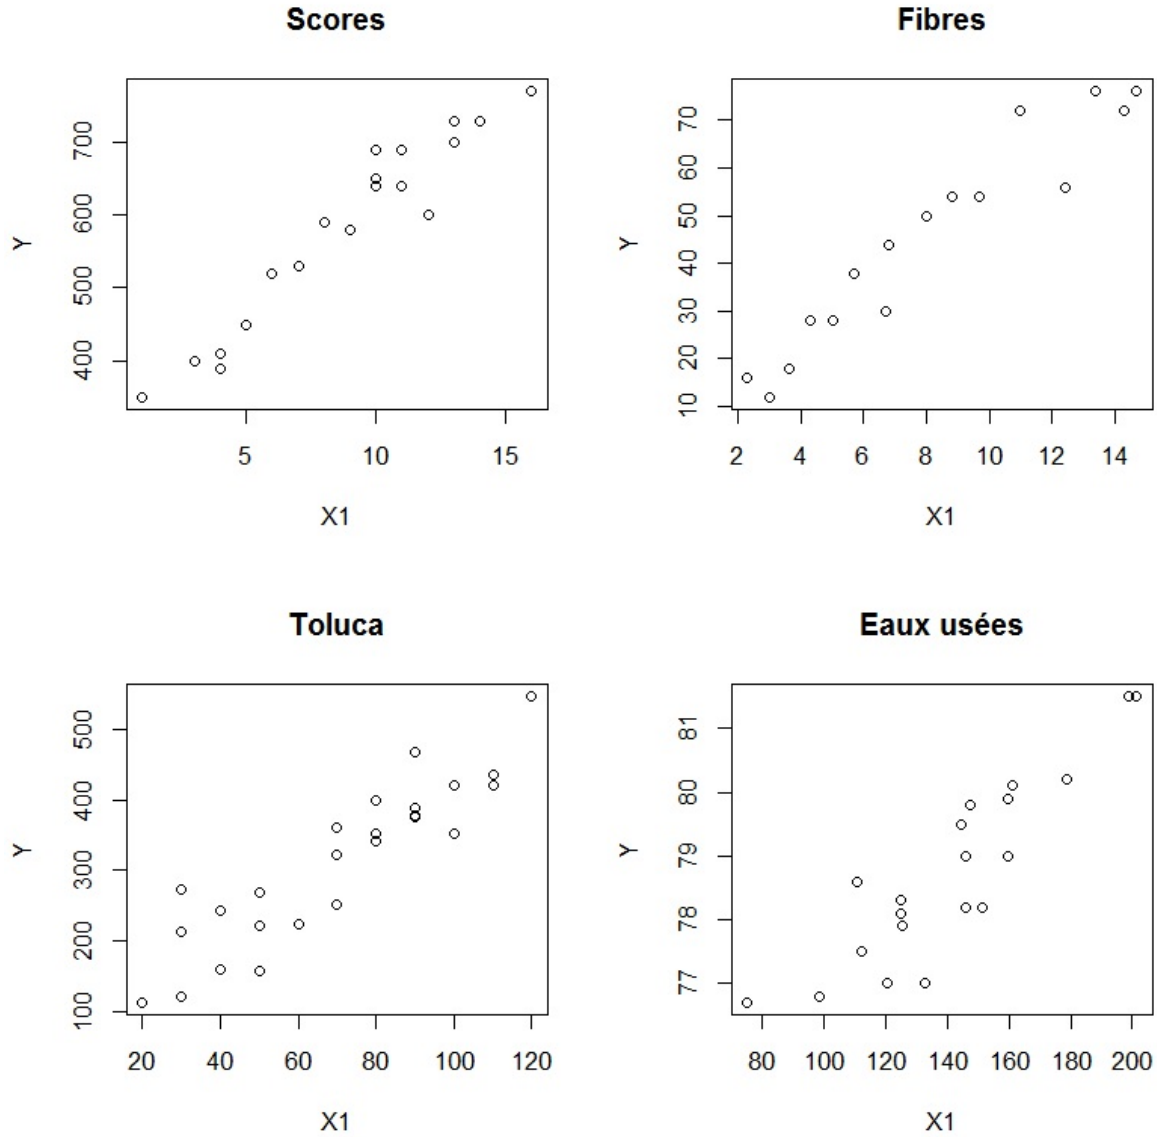 Scores
Y
400 500 600 700
5 10 15
X1
Fibres
Y
10 20 30 40 50 60 70
2 4 6 8 10 12 14
X1
Toluca
Y
100 200 300 400 500
20 40 60 80 100 120
X1
Eaux usées
Y
77 78 79 80 81
80 100 120 140 160 180 200
X1